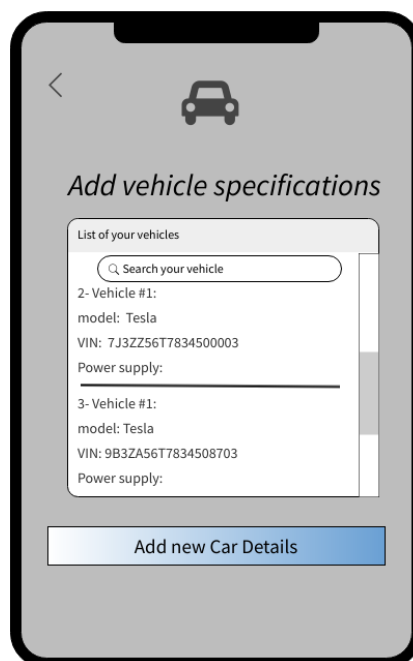 Add vehicle specifications
List of your vehicles
Search your vehicle
2- Vehicle #1:
model: Tesla
VIN: 7J3ZZ56T7834500003
Power supply:
3- Vehicle #1:
model: Tesla
VIN: 9B3ZA56T7834508703
Power supply:
Add new Car Details